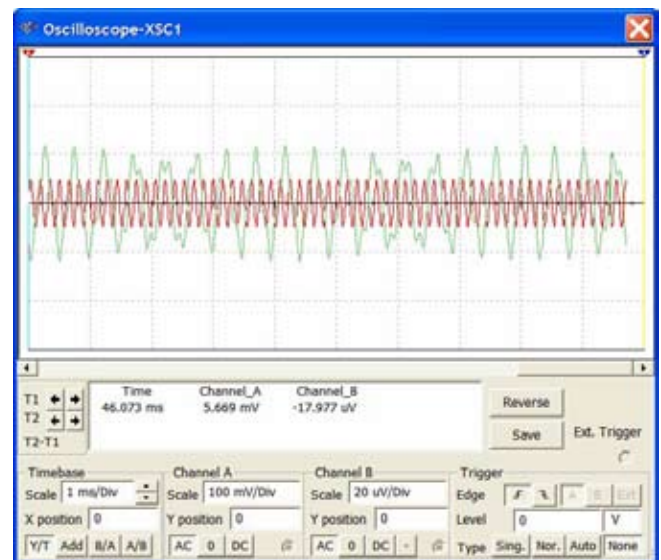 Oscilloscope-XSC1
Time Channel_A Channel_B
T1 46.073 ms 5.669 mV -17.977 uV
T2
T2-T1
Reverse
Save
Ext. Trigger
Timebase Channel A Channel B Trigger
Scale 1 ms/Div Scale 100 mV/Div Scale 20 uV/Div Edge A B Ext
X position 0 Y position 0 Y position 0 Level 0 V
Y/T Add B/A A/B AC 0 DC AC 0 DC - Type Sing. Nor. Auto None